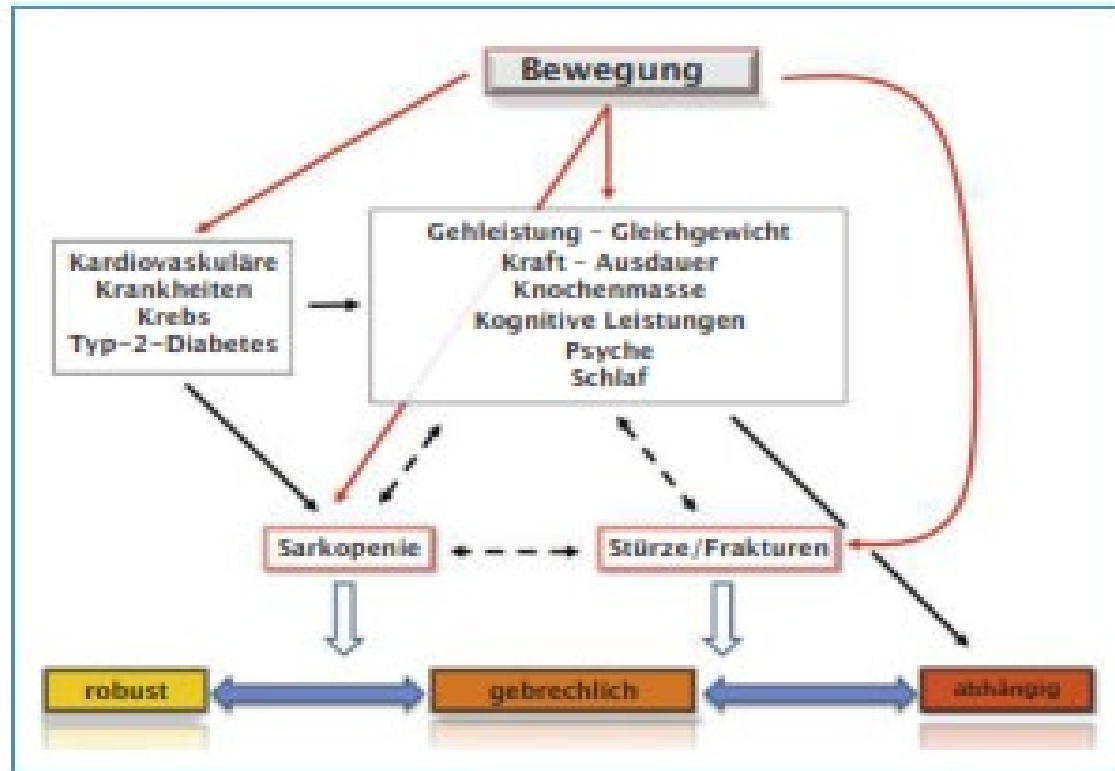 Bewegung
Kardiovaskuläre
Krankheiten
Krebs
Typ-2-Diabetes
Gehleistung - Gleichgewicht
Kraft - Ausdauer
Knochenmasse
Kognitive Leistungen
Psyche
Schlaf
Sarkopenie
Stürze/Frakturen
robust
gebrechlich
abhängig